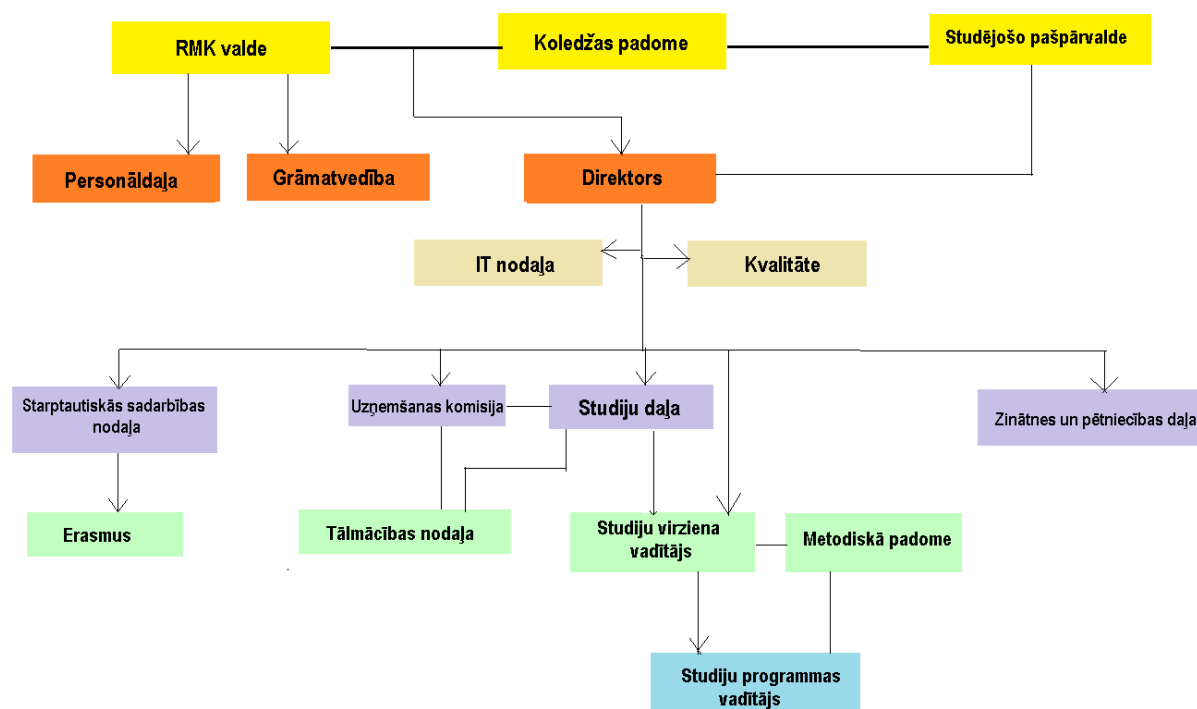 RMK valde
Koledžas padome
Studējošo pašpārvalde
Personāldaļa
Grāmatvedība
Direktors
IT nodaļa
Kvalitāte
Starptautiskās sadarbības
nodaļa
Uzņemšanas komisija
Studiju daļa
Zinātnes un pētniecības daļa
Erasmus
Tālmācības nodaļa
Studiju virziena
vadītājs
Metodiskā padome
Studiju programmas
vadītājs